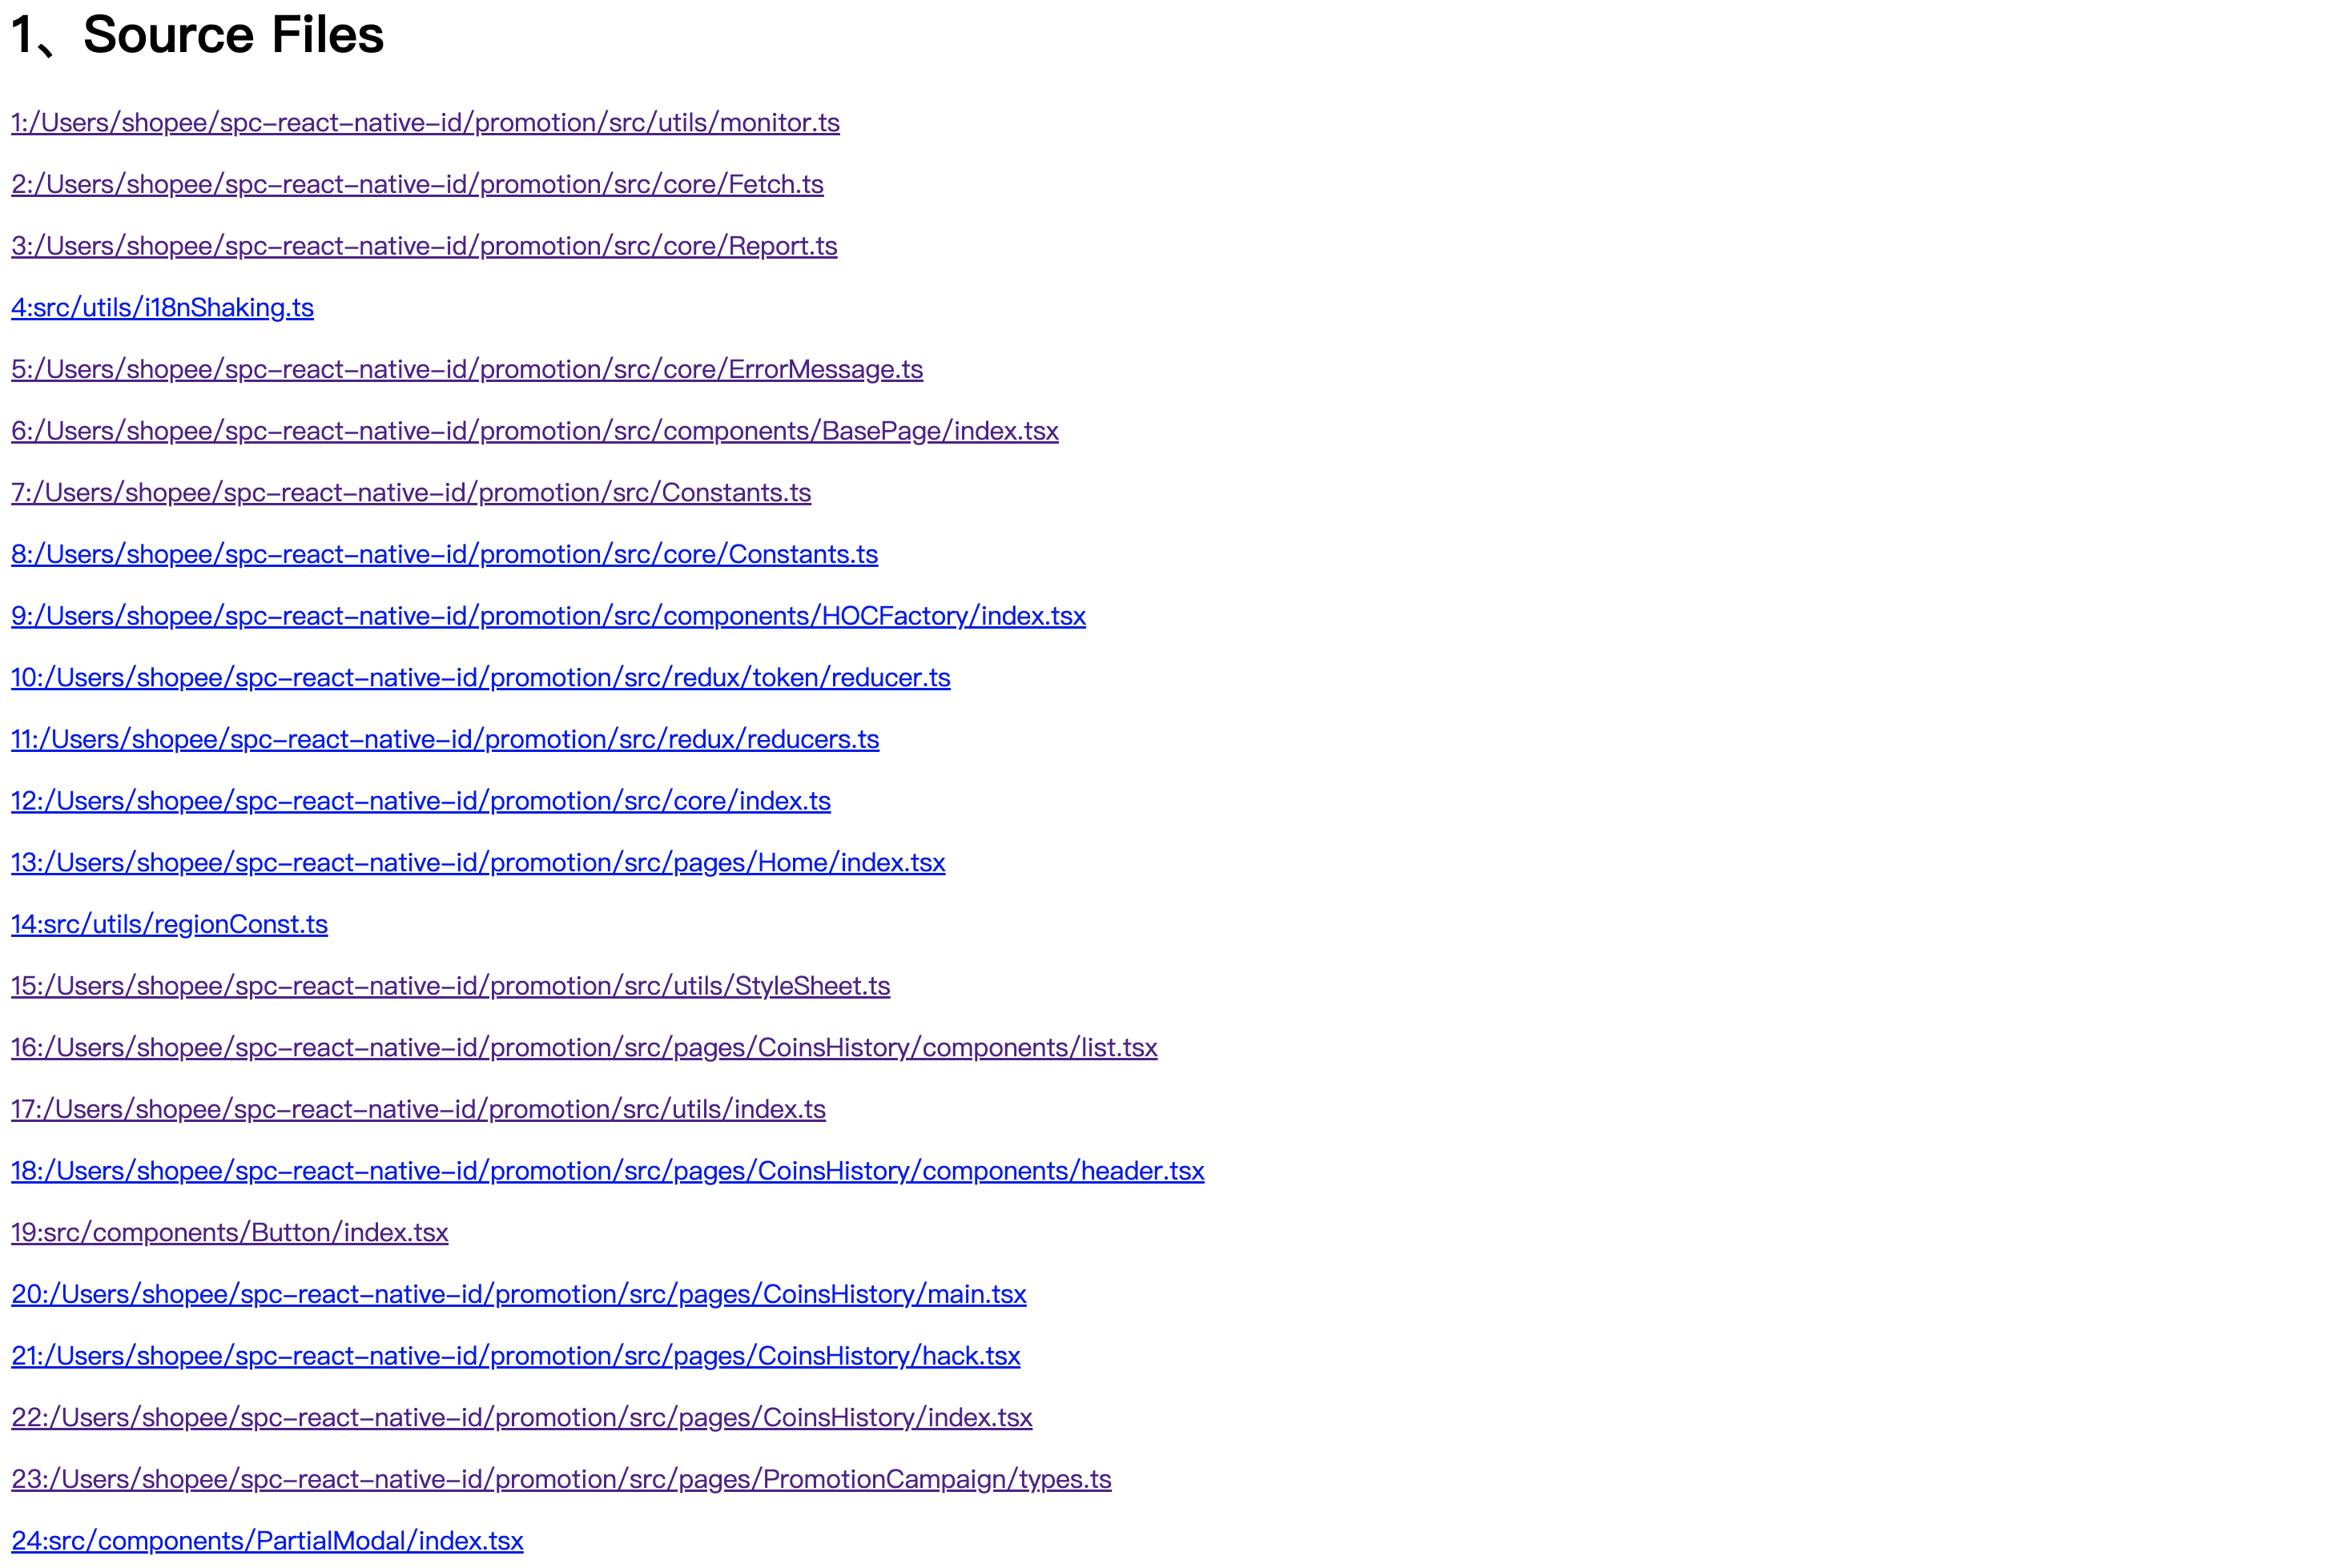 1、Source Files
1:/Users/shopee/spc-react-native-id/promotion/src/utils/monitor.ts
2:/Users/shopee/spc-react-native-id/promotion/src/core/Fetch.ts
3:/Users/shopee/spc-react-native-id/promotion/src/core/Report.ts
4:src/utils/i18nShaking.ts
5:/Users/shopee/spc-react-native-id/promotion/src/core/ErrorMessage.ts
6:/Users/shopee/spc-react-native-id/promotion/src/components/BasePage/index.tsx
7:/Users/shopee/spc-react-native-id/promotion/src/Constants.ts
8:/Users/shopee/spc-react-native-id/promotion/src/core/Constants.ts
9:/Users/shopee/spc-react-native-id/promotion/src/components/HOCFactory/index.tsx
10:/Users/shopee/spc-react-native-id/promotion/src/redux/token/reducer.ts
11:/Users/shopee/spc-react-native-id/promotion/src/redux/reducers.ts
12:/Users/shopee/spc-react-native-id/promotion/src/core/index.ts
13:/Users/shopee/spc-react-native-id/promotion/src/pages/Home/index.tsx
14:src/utils/regionConst.ts
15:/Users/shopee/spc-react-native-id/promotion/src/utils/StyleSheet.ts
16:/Users/shopee/spc-react-native-id/promotion/src/pages/CoinsHistory/components/list.tsx
17:/Users/shopee/spc-react-native-id/promotion/src/utils/index.ts
18:/Users/shopee/spc-react-native-id/promotion/src/pages/CoinsHistory/components/header.tsx
19:src/components/Button/index.tsx
20:/Users/shopee/spc-react-native-id/promotion/src/pages/CoinsHistory/main.tsx
21:/Users/shopee/spc-react-native-id/promotion/src/pages/CoinsHistory/hack.tsx
22:/Users/shopee/spc-react-native-id/promotion/src/pages/CoinsHistory/index.tsx
23:/Users/shopee/spc-react-native-id/promotion/src/pages/PromotionCampaign/types.ts
24:src/components/PartialModal/index.tsx